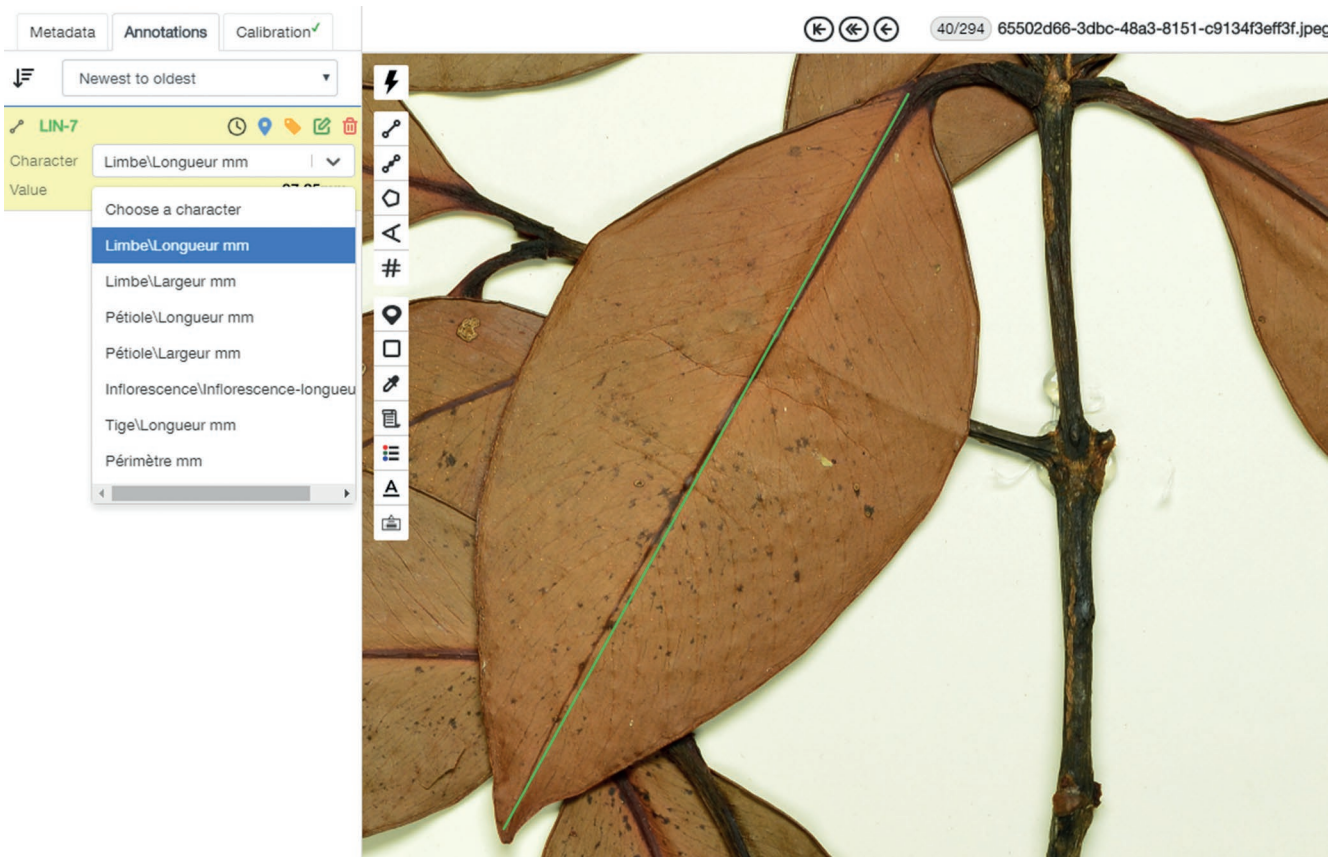 Metadata
Annotations
Calibration
40/294 65502d66-3dbc-48a3-8151-c9134f3eff3f.jpeg
Newest to oldest
LIN-7
Character Limbe\Longueur mm
Value
Choose a character
Limbe\Longueur mm
Limbe\Largeur mm
Pétiole\Longueur mm
Pétiole\Largeur mm
Inflorescence\Inflorescence-longueu
Tige\Longueur mm
Périmètre mm